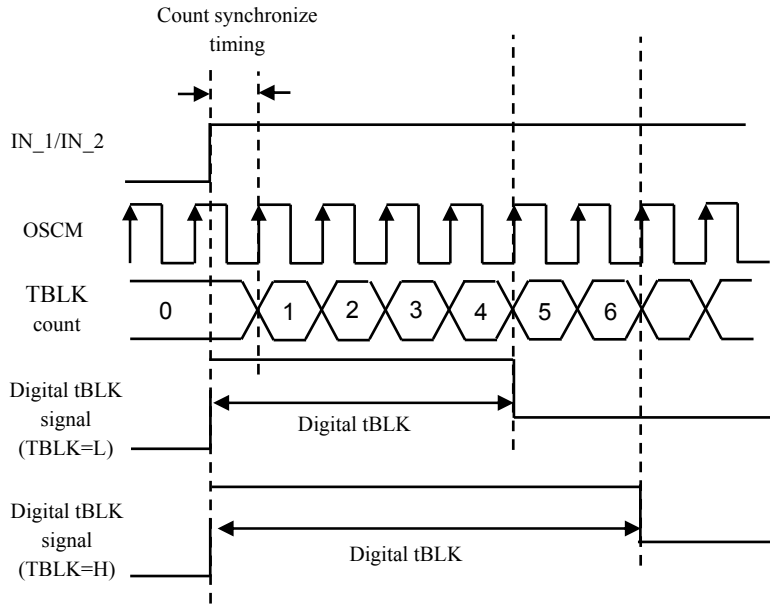 Count synchronize
timing
IN_1/IN_2
OSCM
TBLK
count
0
1
2
3
4
5
6
Digital tBLK
signal
(TBLK=L)
Digital tBLK
Digital tBLK
signal
(TBLK=H)
Digital tBLK